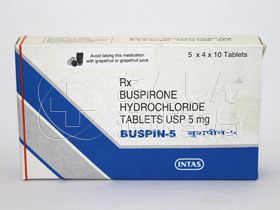 Avoid taking this medication
with grapefruit or grapefruit juice
5 x 4 x 10 Tablets
Rx
BUSPIRONE
HYDROCHLORIDE
TABLETS USP 5 mg
BUSPIN-5 बुस्पीन-५
INTAS